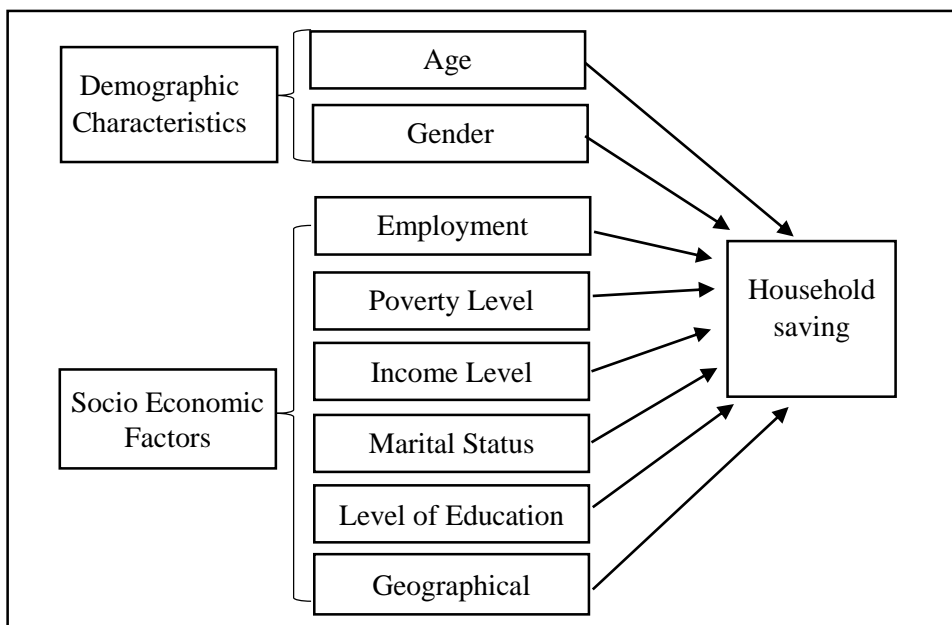 Demographic
Characteristics
Age
Gender
Socio Economic
Factors
Employment
Poverty Level
Income Level
Marital Status
Level of Education
Geographical
Household
saving